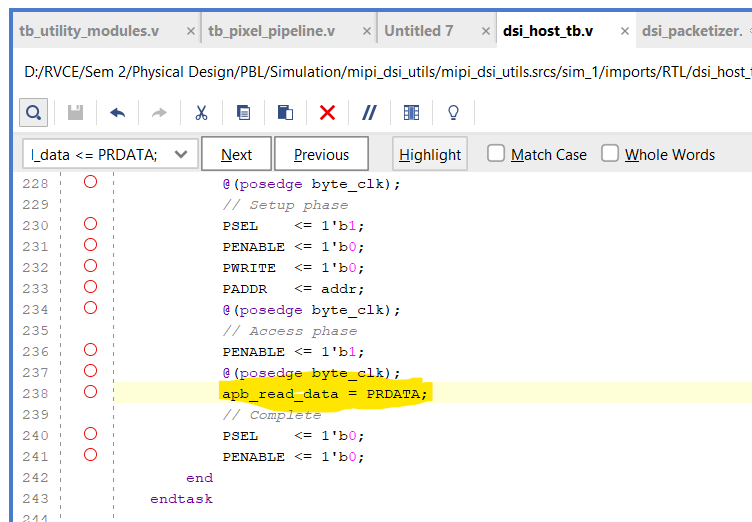 tb_utility_modules.v × tb_pixel_pipeline.v × Untitled 7 × dsi_host_tb.v × dsi_packetizer.
D:/RVCE/Sem 2/Physical Design/PBL/Simulation/mipi_dsi_utils/mipi_dsi_utils.srcs/sim_1/imports/RTL/dsi_host_t
l_data <= PRDATA; Next Previous Highlight Match Case Whole Words
228 @(posedge byte_clk);
229 // Setup phase
230 PSEL <= 1'b1;
231 PENABLE <= 1'b0;
232 PWRITE <= 1'b0;
233 PADDR <= addr;
234 @(posedge byte_clk);
235 // Access phase
236 PENABLE <= 1'b1;
237 @(posedge byte_clk);
238 apb_read_data = PRDATA;
239 // Complete
240 PSEL <= 1'b0;
241 PENABLE <= 1'b0;
242 end
243 endtask
244